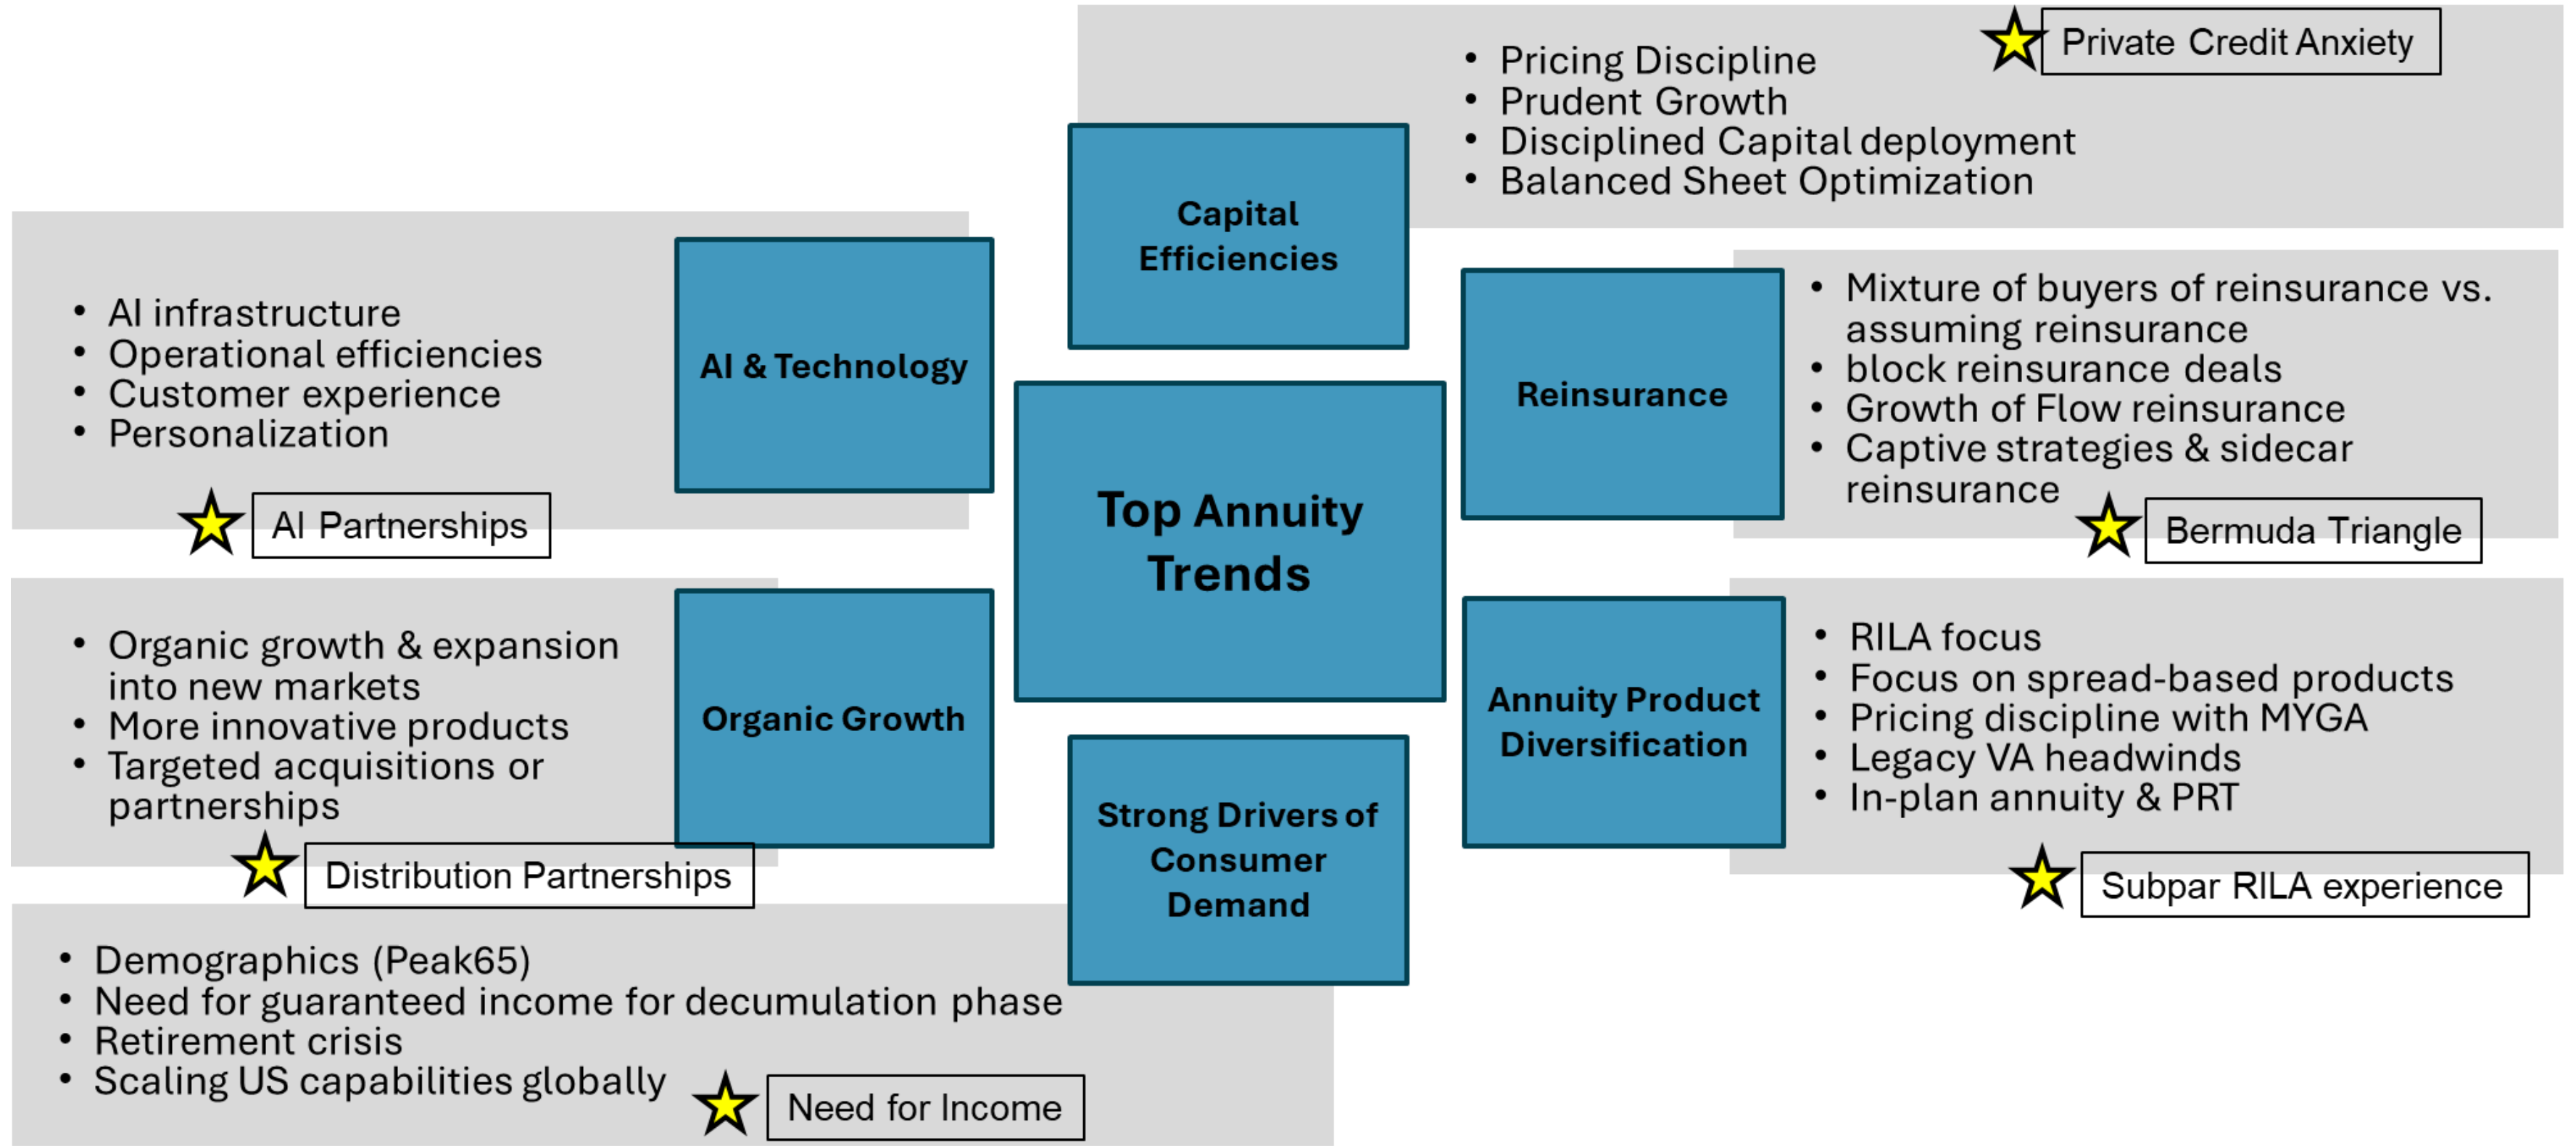 Private Credit Anxiety
• Pricing Discipline
• Prudent Growth
• Disciplined Capital deployment
• Balanced Sheet Optimization
Capital
Efficiencies
• AI infrastructure
• Operational efficiencies
• Customer experience
• Personalization
AI & Technology
AI Partnerships
Reinsurance
• Mixture of buyers of reinsurance vs.
assuming reinsurance
• block reinsurance deals
• Growth of Flow reinsurance
• Captive strategies & sidecar
reinsurance
Bermuda Triangle
Top Annuity
Trends
• Organic growth & expansion
into new markets
• More innovative products
• Targeted acquisitions or
partnerships
Organic Growth
Distribution Partnerships
Annuity Product
Diversification
• RILA focus
• Focus on spread-based products
• Pricing discipline with MYGA
• Legacy VA headwinds
• In-plan annuity & PRT
Subpar RILA experience
Strong Drivers of
Consumer
Demand
• Demographics (Peak65)
• Need for guaranteed income for decumulation phase
• Retirement crisis
• Scaling US capabilities globally
Need for Income